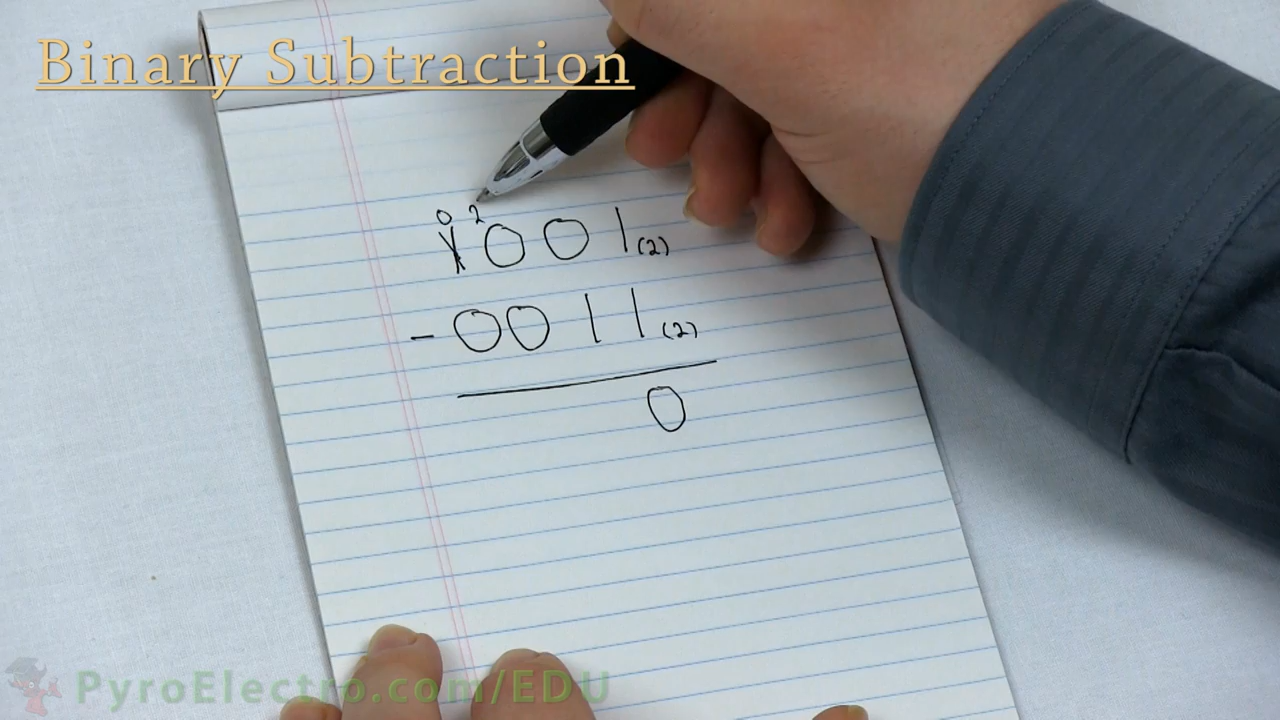 Binary Subtraction
0 2
1001(2)
- 0011(2)
0
PyroElectro.com/EDU